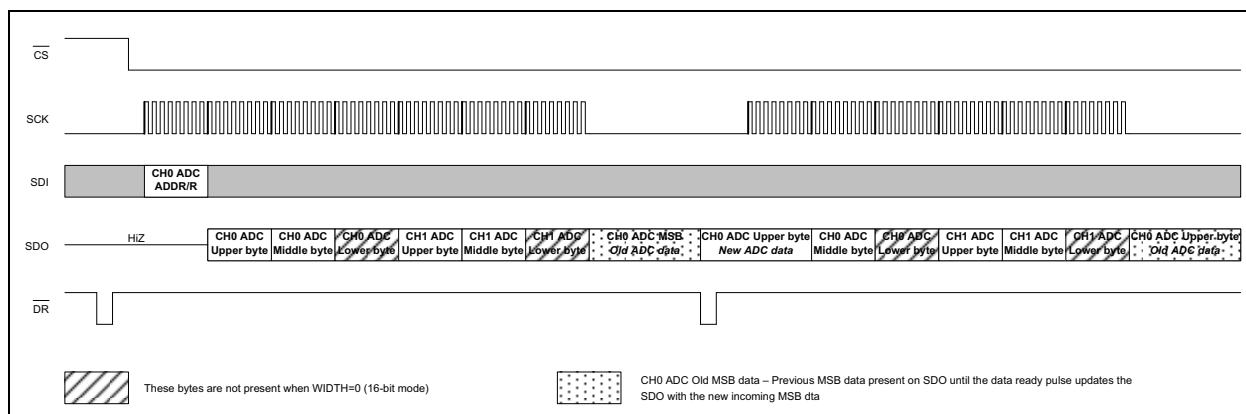 CS
SCK
CH0 ADC
ADDR/R
SDI
HiZ
SDO
CH0 ADC CH0 ADC CH0 ADC CH1 ADC CH1 ADC CH1 ADC CH0 ADC MSB CH0 ADC Upper byte CH0 ADC CH0 ADC CH1 ADC CH1 ADC CH1 ADC CH0 ADC Upper byte
Upper byte Middle byte Lower byte Upper byte Middle byte Lower byte Old ADC data New ADC data Middle byte Lower byte Upper byte Middle byte Lower byte Old ADC data
DR
These bytes are not present when WIDTH=0 (16-bit mode)
CH0 ADC Old MSB data – Previous MSB data present on SDO until the data ready pulse updates the
SDO with the new incoming MSB dta